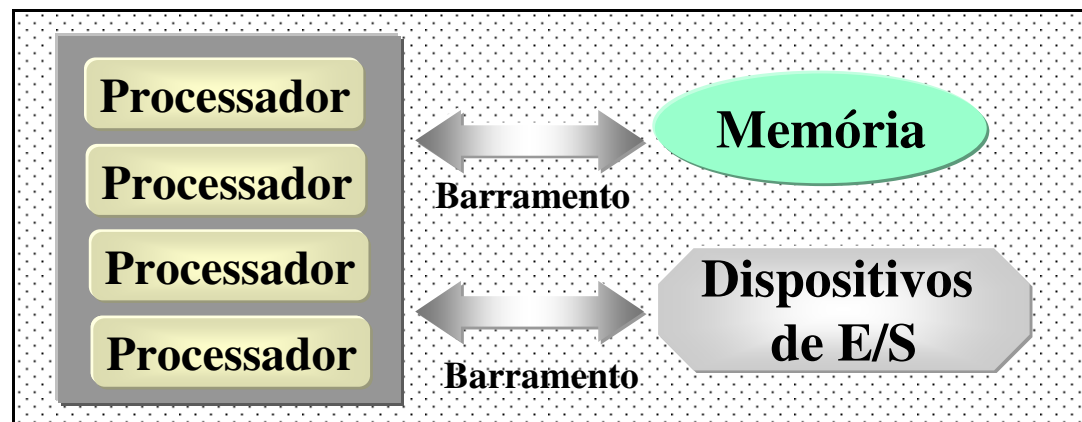 Processador
Processador
Processador
Processador
Barramento
Memória
Barramento
Dispositivos
de E/S